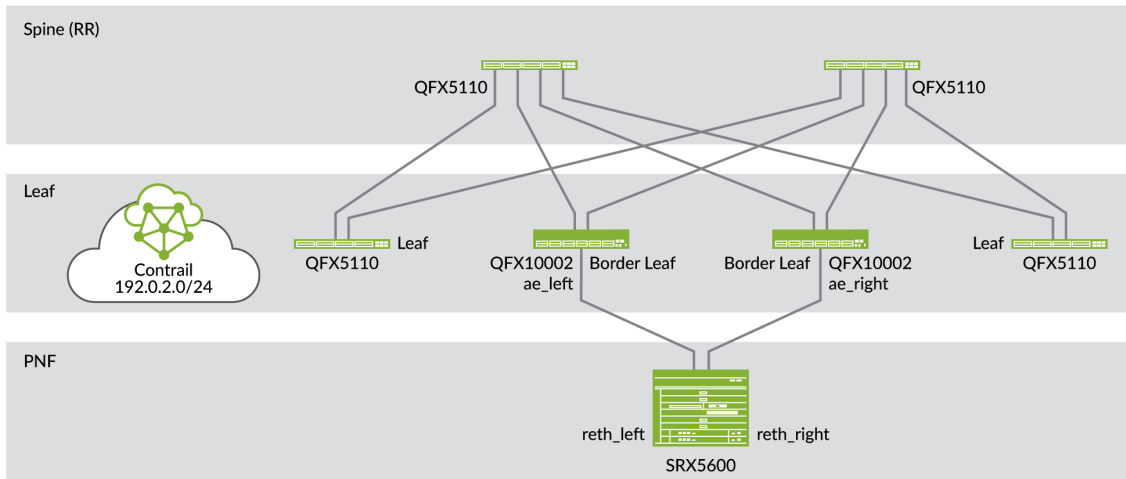 Spine (RR)
QFX5110
QFX5110
Leaf
Contrail
192.0.2.0/24
Leaf
QFX5110
QFX10002
ae_left
Border Leaf
Border Leaf
QFX10002
ae_right
Leaf
QFX5110
PNF
reth_left
reth_right
SRX5600